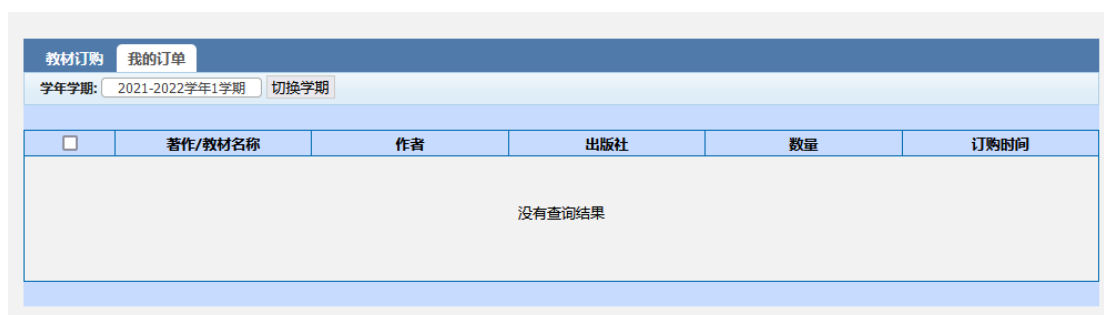 教材订购 我的订单
学年学期: 2021-2022学年1学期 切换学期
著作/教材名称 作者 出版社 数量 订购时间
没有查询结果